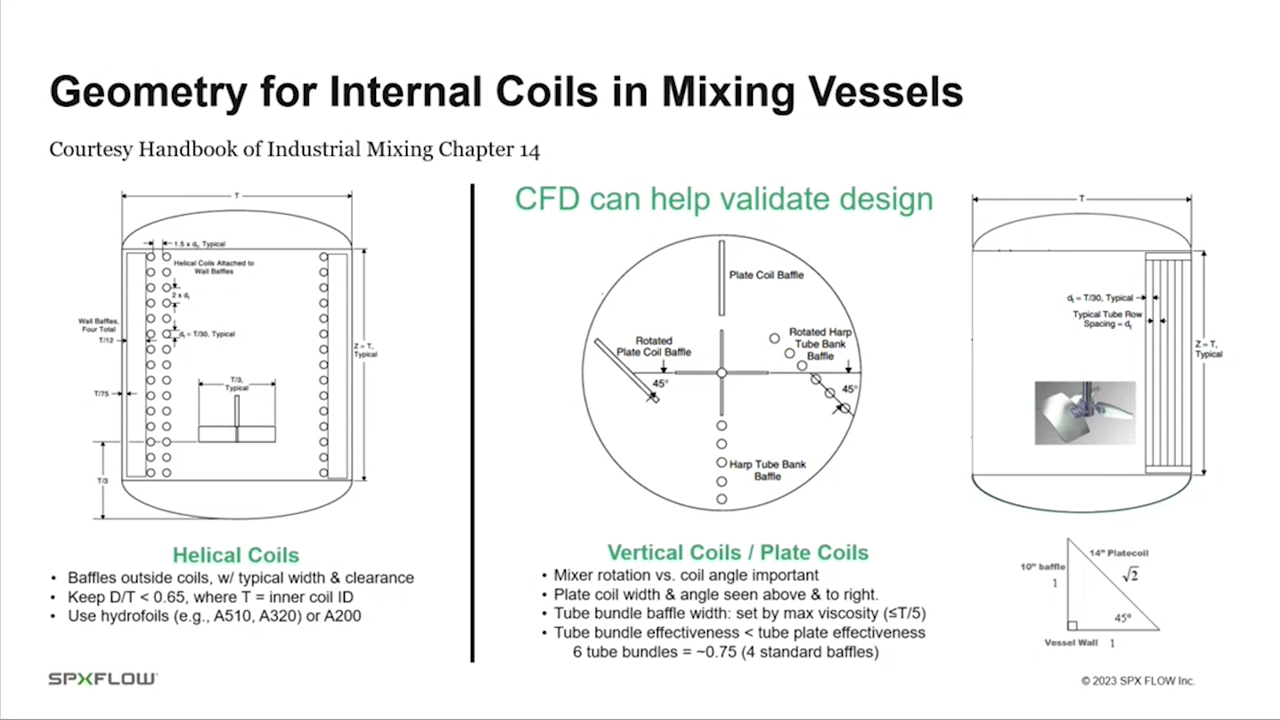 Geometry for Internal Coils in Mixing Vessels
Courtesy Handbook of Industrial Mixing Chapter 14
T
1.5 x dₜ, Typical
Helical Coils Attached to
Wall Baffles
2 x dₜ
Wall Baffles,
Four Total
T/12
dₜ = T/30, Typical
Z = T,
Typical
T/3,
Typical
T/75
T/3
Helical Coils
• Baffles outside coils, w/ typical width & clearance
• Keep D/T < 0.65, where T = inner coil ID
• Use hydrofoils (e.g., A510, A320) or A200
CFD can help validate design
Plate Coil Baffle
Rotated
Plate Coil Baffle
45°
Rotated Harp
Tube Bank
Baffle
45°
Harp Tube Bank
Baffle
T
dₜ = T/30, Typical
Typical Tube Row
Spacing = dₜ
Z = T,
Typical
Vertical Coils / Plate Coils
• Mixer rotation vs. coil angle important
• Plate coil width & angle seen above & to right.
• Tube bundle baffle width: set by max viscosity (≤T/5)
• Tube bundle effectiveness < tube plate effectiveness
6 tube bundles = ~0.75 (4 standard baffles)
14" Platecoil
10" baffle
1
√2
45°
Vessel Wall 1
SPXFLOW
© 2023 SPX FLOW Inc.